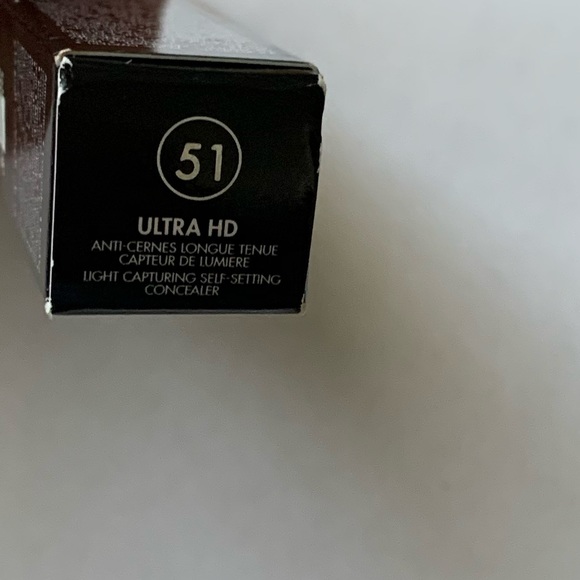 51
ULTRA HD
ANTI-CERNES LONGUE TENUE
CAPTEUR DE LUMIERE
LIGHT CAPTURING SELF-SETTING
CONCEALER